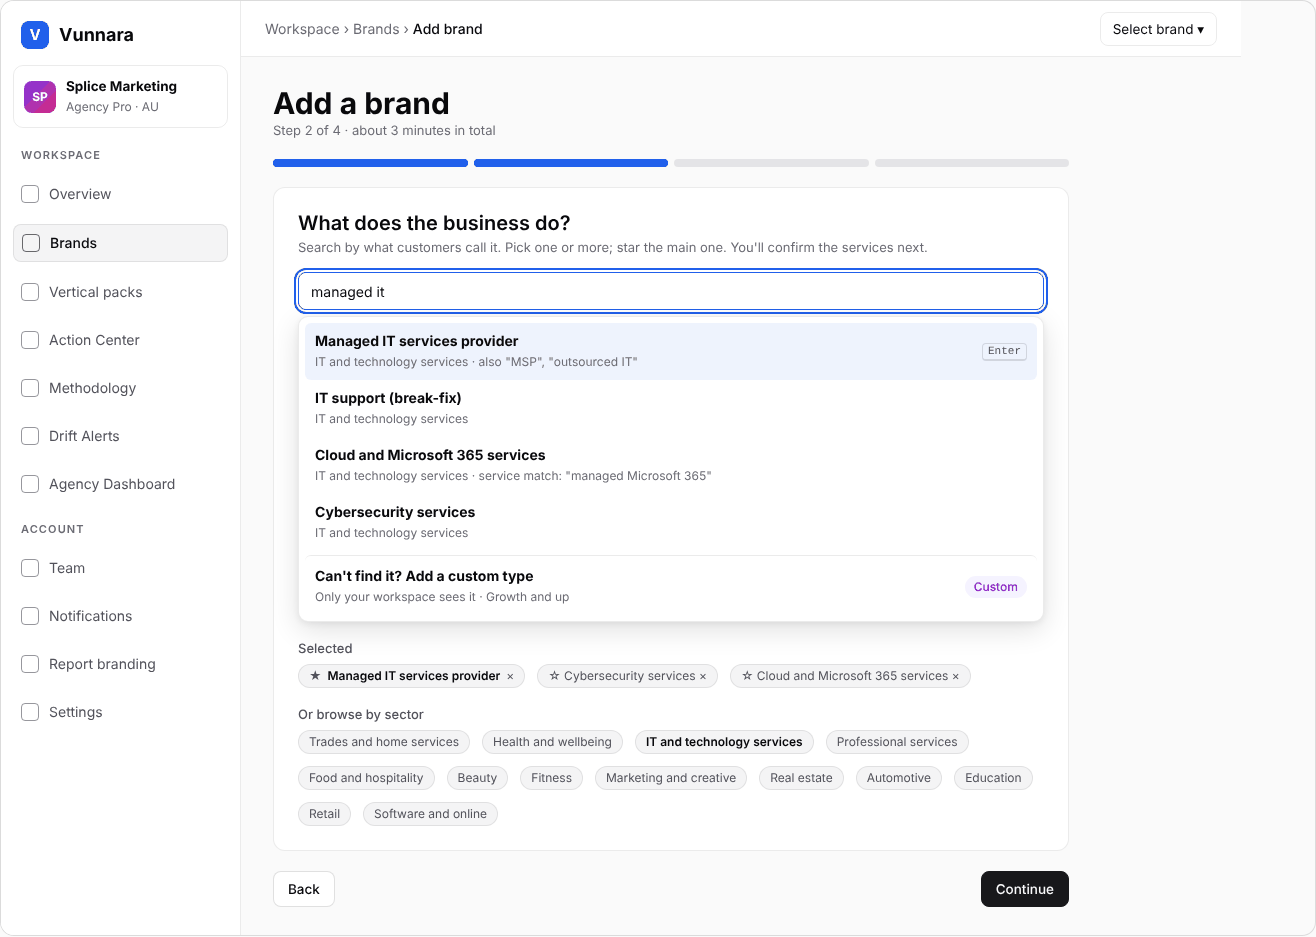 V Vunnara
SP Splice Marketing
Agency Pro · AU
WORKSPACE
Overview
Brands
Vertical packs
Action Center
Methodology
Drift Alerts
Agency Dashboard
ACCOUNT
Team
Notifications
Report branding
Settings
Workspace › Brands › Add brand
Select brand ▾
Add a brand
Step 2 of 4 · about 3 minutes in total
What does the business do?
Search by what customers call it. Pick one or more; star the main one. You'll confirm the services next.
managed it
Managed IT services provider
IT and technology services · also "MSP", "outsourced IT"
Enter
IT support (break-fix)
IT and technology services
Cloud and Microsoft 365 services
IT and technology services · service match: "managed Microsoft 365"
Cybersecurity services
IT and technology services
Can't find it? Add a custom type
Only your workspace sees it · Growth and up
Custom
Selected
★ Managed IT services provider × ☆ Cybersecurity services × ☆ Cloud and Microsoft 365 services ×
Or browse by sector
Trades and home services Health and wellbeing IT and technology services Professional services
Food and hospitality Beauty Fitness Marketing and creative Real estate Automotive Education
Retail Software and online
Back Continue